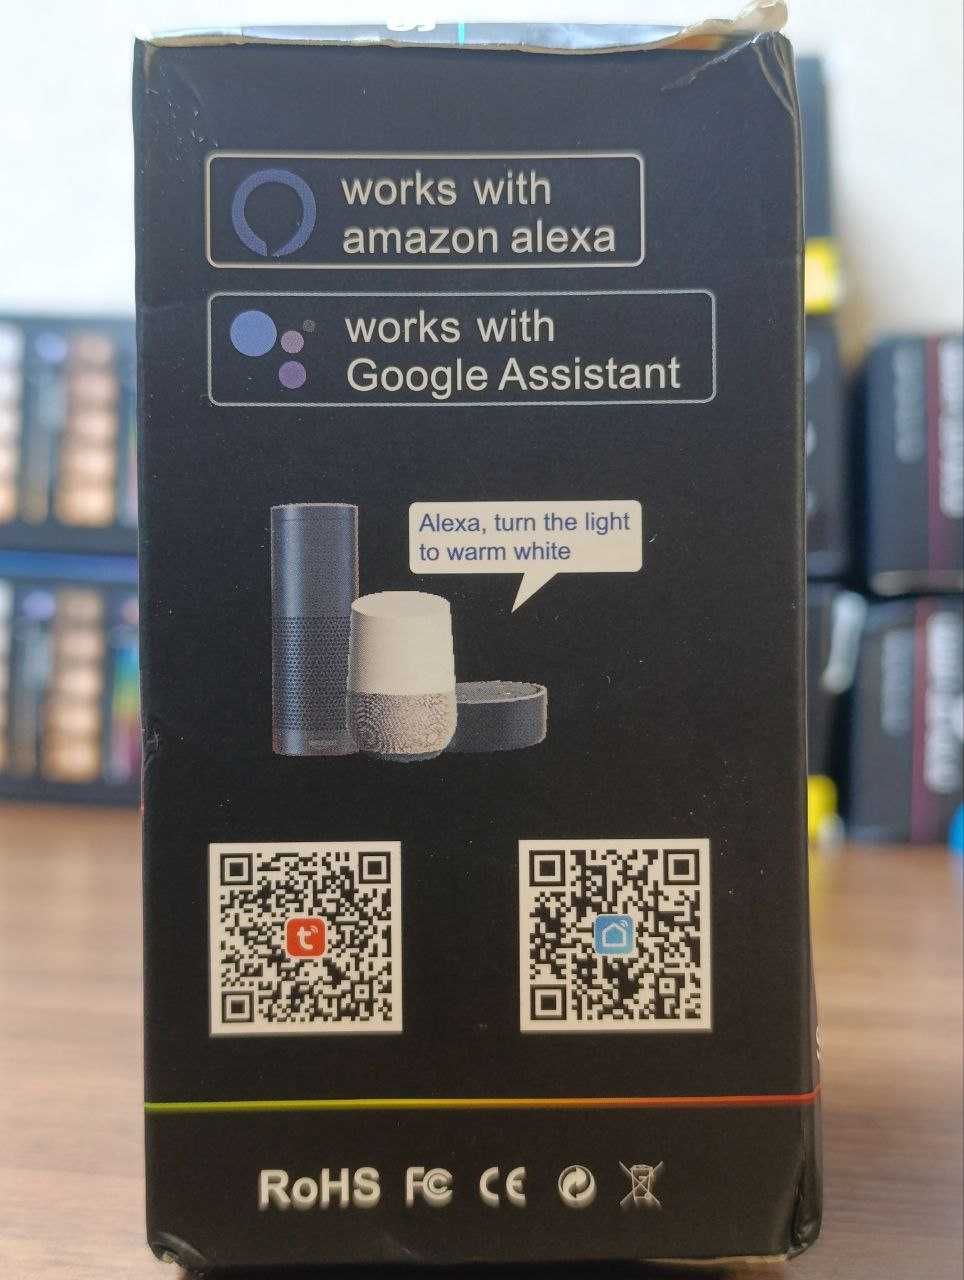 works with
amazon alexa
works with
Google Assistant
Alexa, turn the light
to warm white
RoHS FC CE